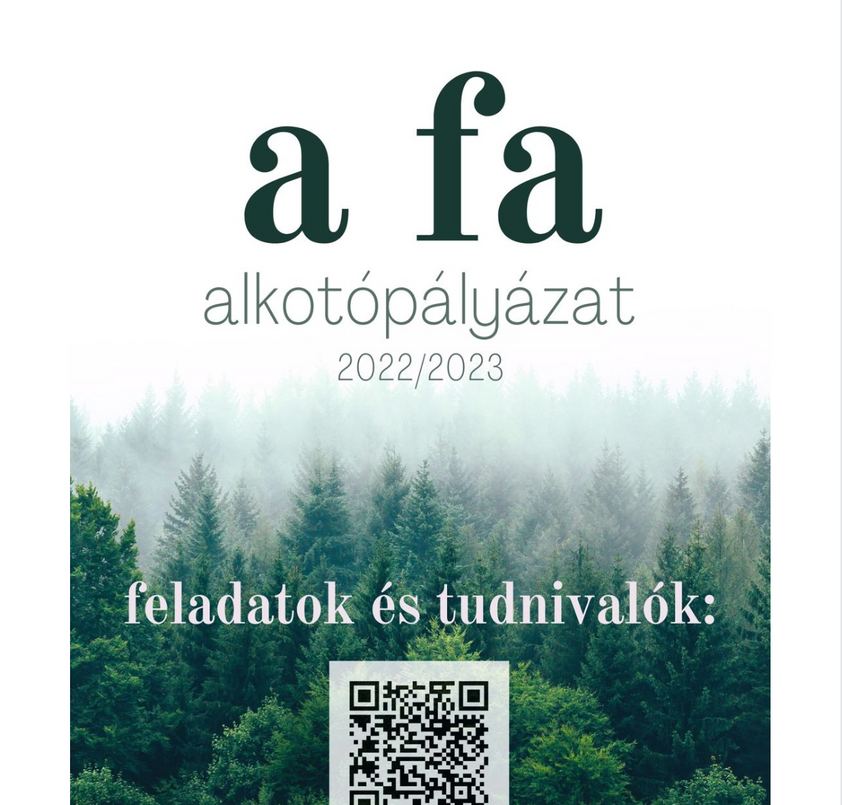 a fa
alkotópályázat
2022/2023
feladatok és tudnivalók: